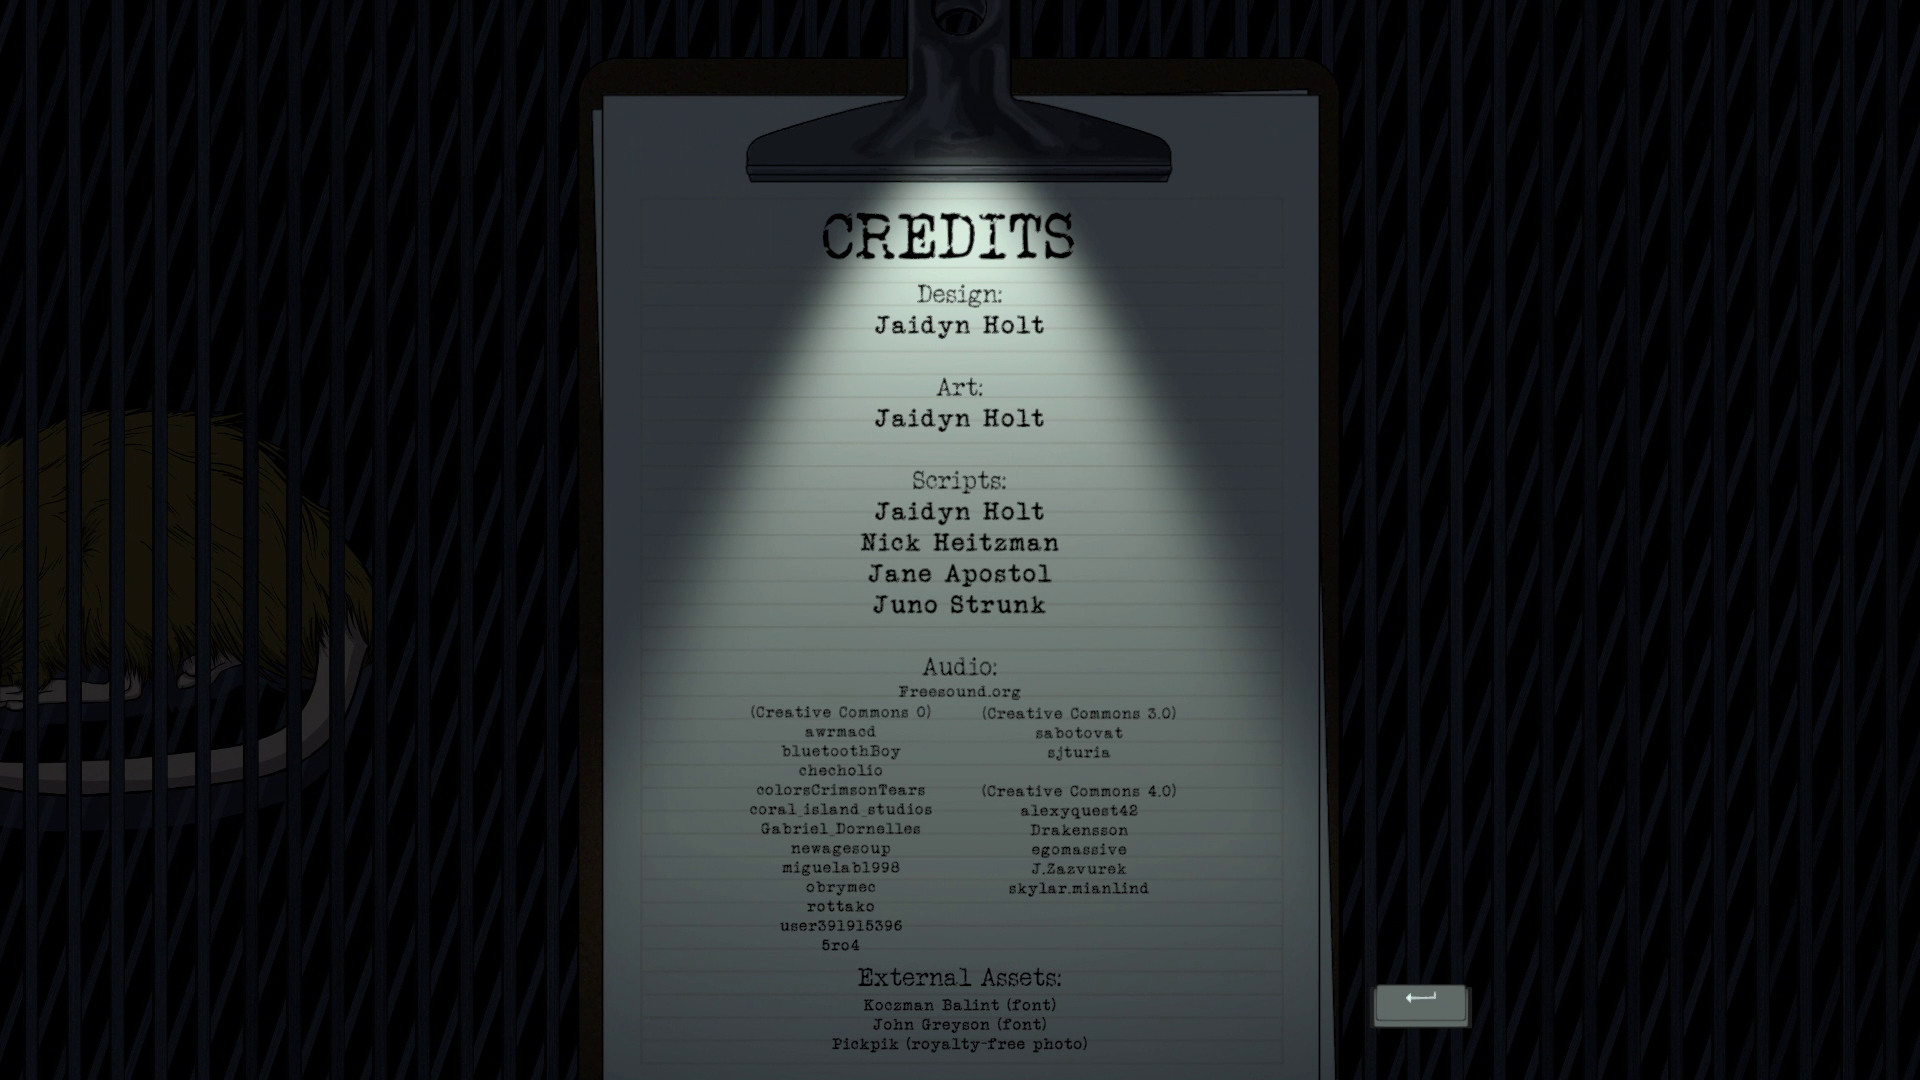 CREDITS
Design:
Jaidyn Holt
Art:
Jaidyn Holt
Scripts:
Jaidyn Holt
Nick Heitzman
Jane Apostol
Juno Strunk
Audio:
Freesound.org
(Creative Commons 0)
awrmacd
bluetoothBoy
checholio
colorsCrimsonTears
coral_island_studios
Gabriel_Dornelles
newagesoup
miguelab1998
obrymec
rottako
user391915396
5ro4
(Creative Commons 3.0)
sabotovat
sjturia
(Creative Commons 4.0)
alexyquest42
Drakensson
egomassive
J.Zazvurek
skylar.mianlind
External Assets:
Koczman Balint (font)
John Greyson (font)
Pickpik (royalty-free photo)